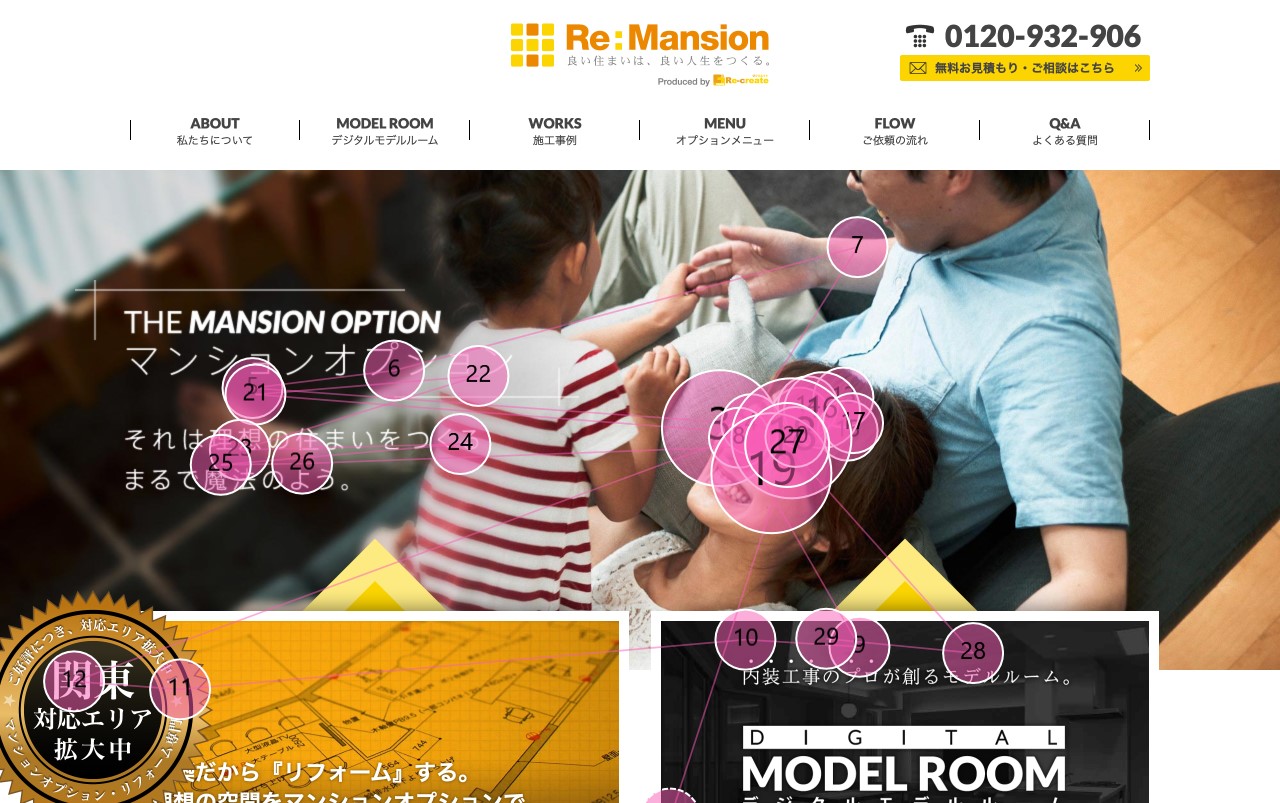 Re:Mansion
良い住まいは、良い人生をつくる。
Produced by Re-create
0120-932-906
無料お見積もり・ご相談はこちら
ABOUT
私たちについて
MODEL ROOM
デジタルモデルルーム
WORKS
施工事例
MENU
オプションメニュー
FLOW
ご依頼の流れ
Q&A
よくある質問
THE MANSION OPTION
マンションオプション
それは理想の住まいをつくる
まるで魔法のよう。
7
6
22
21
23
24
25
26
3
8
16
17
20
27
19
10
29
9
28
12
11
ご好評につき、対応エリア拡大
関東
対応エリア
拡大中
マンションオプション・リフォーム
だから『リフォーム』する。
想の空間をマンションオプションで
内装工事のプロが創るモデルルーム。
DIGITAL
MODEL ROOM
デジタルモデルルーム